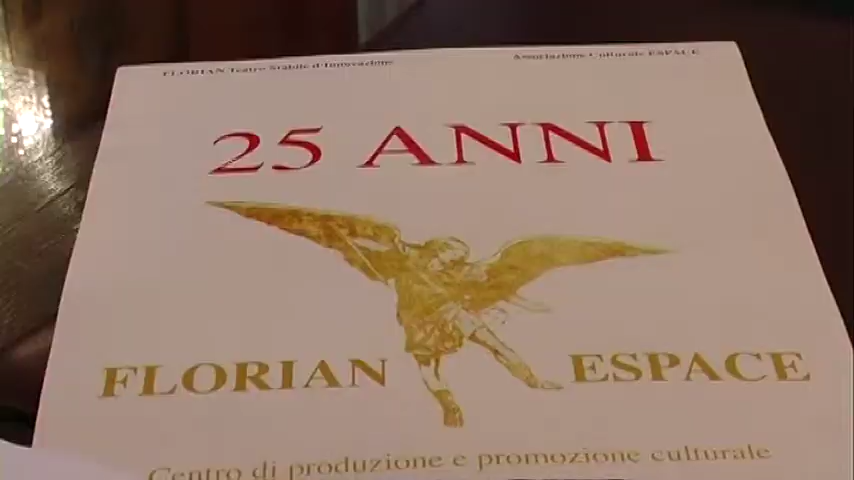 FLORIAN Teatro Stabile d'Innovazione
Associazione Culturale ESPACE
25 ANNI
FLORIAN ESPACE
Centro di produzione e promozione culturale